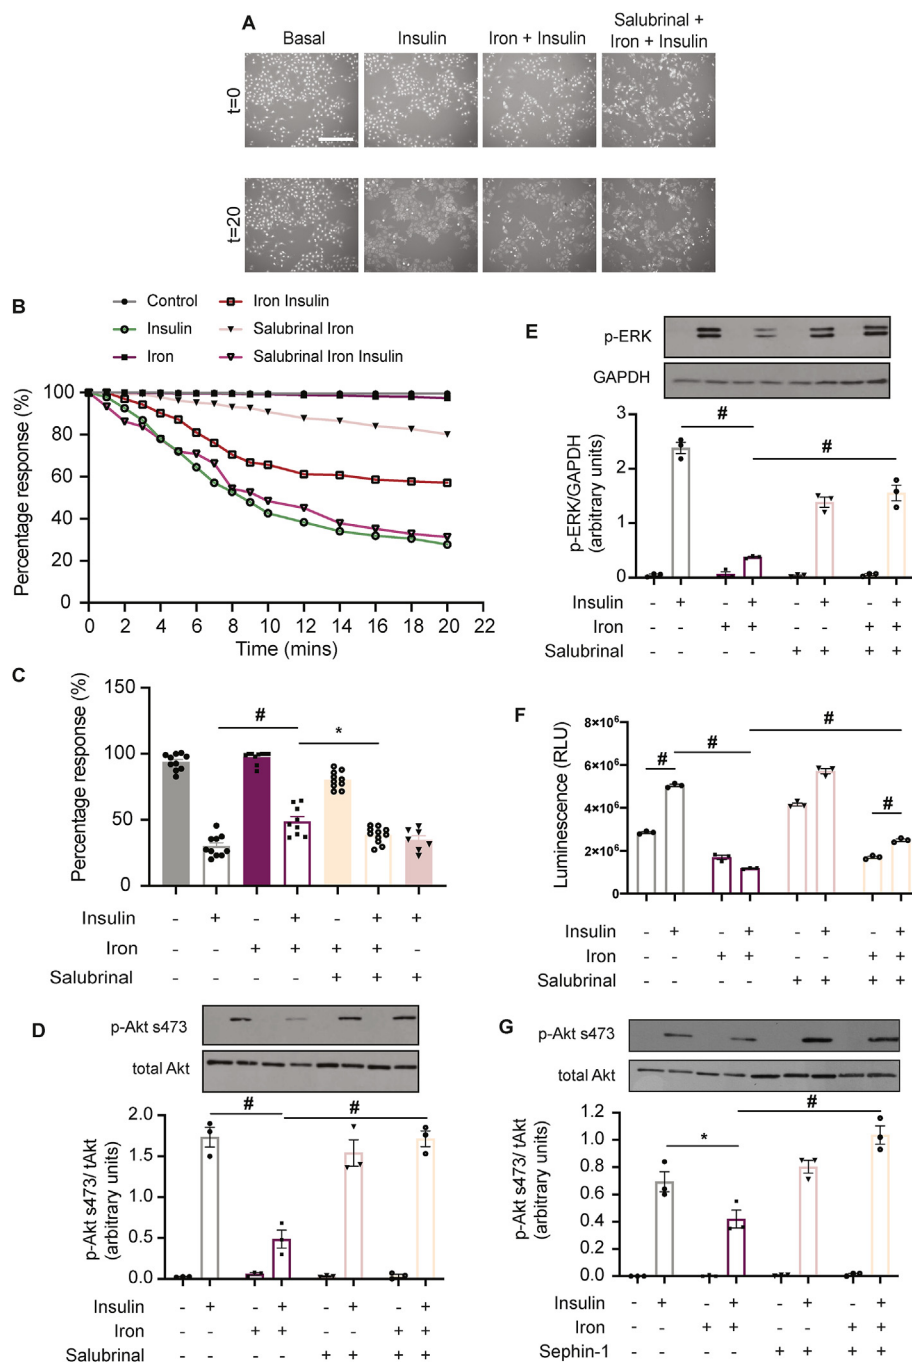 A
Basal
Insulin
Iron + Insulin
Salubrinal +
Iron + Insulin
t=0
t=20
B
Control
Insulin
Iron
Iron Insulin
Salubrinal Iron
Salubrinal Iron Insulin
Percentage response (%)
100
80
60
40
20
0
0 2 4 6 8 10 12 14 16 18 20 22
Time (mins)
C
Percentage response (%)
150
100
50
0
# *
Insulin - + - + - + +
Iron - - + + + + -
Salubrinal - - - - + + +
D
p-Akt s473
total Akt
# #
p-Akt s473/ tAkt
(arbitrary units)
2.0
1.5
1.0
0.5
0.0
Insulin - + - + - + - +
Iron - - + + - - + +
Salubrinal - - - - + + + +
E
p-ERK
GAPDH
# #
p-ERK/GAPDH
(arbitrary units)
3
2
1
0
Insulin - + - + - + - +
Iron - - + + - - + +
Salubrinal - - - - + + + +
F
Luminescence (RLU)
8×10⁶
6×10⁶
4×10⁶
2×10⁶
0
# # # #
Insulin - + - + - + - +
Iron - - + + - - + +
Salubrinal - - - - + + + +
G
p-Akt s473
total Akt
* #
p-Akt s473/ tAkt
(arbitrary units)
1.2
1.0
0.8
0.6
0.4
0.2
0.0
Insulin - + - + - + - +
Iron - - + + - - + +
Sephin-1 - - - - + + + +